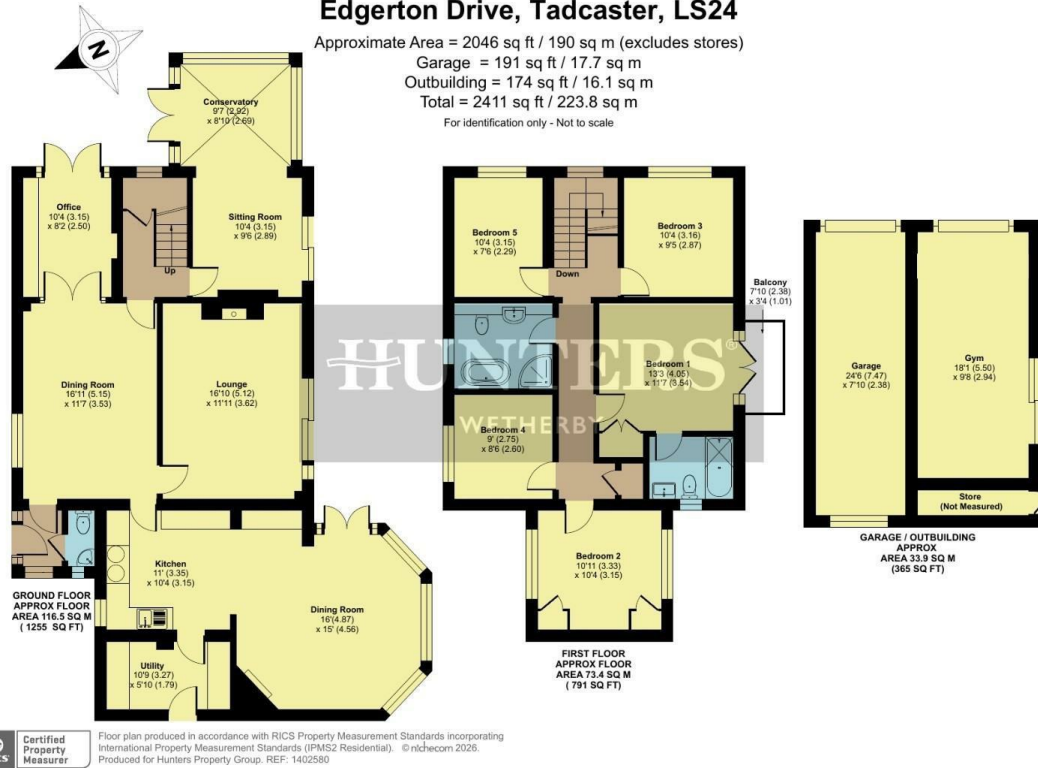 Edgerton Drive, Tadcaster, LS24
Approximate Area = 2046 sq ft / 190 sq m (excludes stores)
Garage = 191 sq ft / 17.7 sq m
Outbuilding = 174 sq ft / 16.1 sq m
Total = 2411 sq ft / 223.8 sq m
For identification only - Not to scale
N
Conservatory
9'7 (2.92)
x 8'10 (2.69)
Office
10'4 (3.15)
x 8'2 (2.50)
Sitting Room
10'4 (3.15)
x 9'6 (2.89)
Up
Dining Room
16'11 (5.15)
x 11'7 (3.53)
Lounge
16'10 (5.12)
x 11'11 (3.62)
Kitchen
11' (3.35)
x 10'4 (3.15)
Dining Room
16'(4.87)
x 15' (4.56)
Utility
10'9 (3.27)
x 5'10 (1.79)
GROUND FLOOR
APPROX FLOOR
AREA 116.5 SQ M
( 1255 SQ FT)
Bedroom 5
10'4 (3.15)
x 7'6 (2.29)
Bedroom 3
10'4 (3.16)
x 9'5 (2.87)
Down
Balcony
7'10 (2.38)
x 3'4 (1.01)
Bedroom 1
13'3 (4.05)
x 11'7 (3.54)
Bedroom 4
9' (2.75)
x 8'6 (2.60)
Bedroom 2
10'11 (3.33)
x 10'4 (3.15)
FIRST FLOOR
APPROX FLOOR
AREA 73.4 SQ M
( 791 SQ FT)
HUNTERS®
WETHERBY
Garage
24'6 (7.47)
x 7'10 (2.38)
Gym
18'1 (5.50)
x 9'8 (2.94)
Store
(Not Measured)
GARAGE / OUTBUILDING
APPROX
AREA 33.9 SQ M
(365 SQ FT)
Certified
Property
Measurer
Floor plan produced in accordance with RICS Property Measurement Standards incorporating
International Property Measurement Standards (IPMS2 Residential). © nichecom 2026.
Produced for Hunters Property Group. REF: 1402580